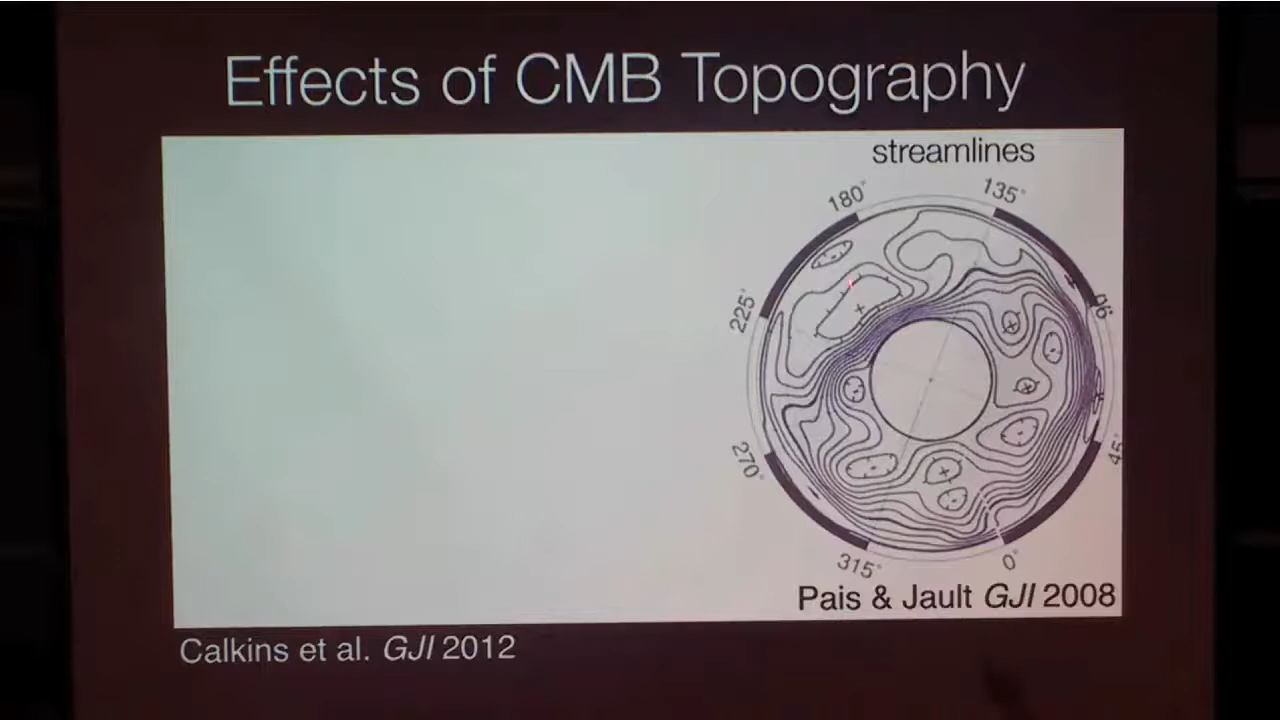 Effects of CMB Topography
streamlines
180°
135°
225°
90°
270°
45°
315°
0°
Pais & Jault GJI 2008
Calkins et al. GJI 2012